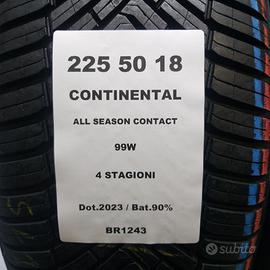 225 50 18
CONTINENTAL
ALL SEASON CONTACT
99W
4 STAGIONI
Dot.2023 / Bat.90%
BR1243
subito